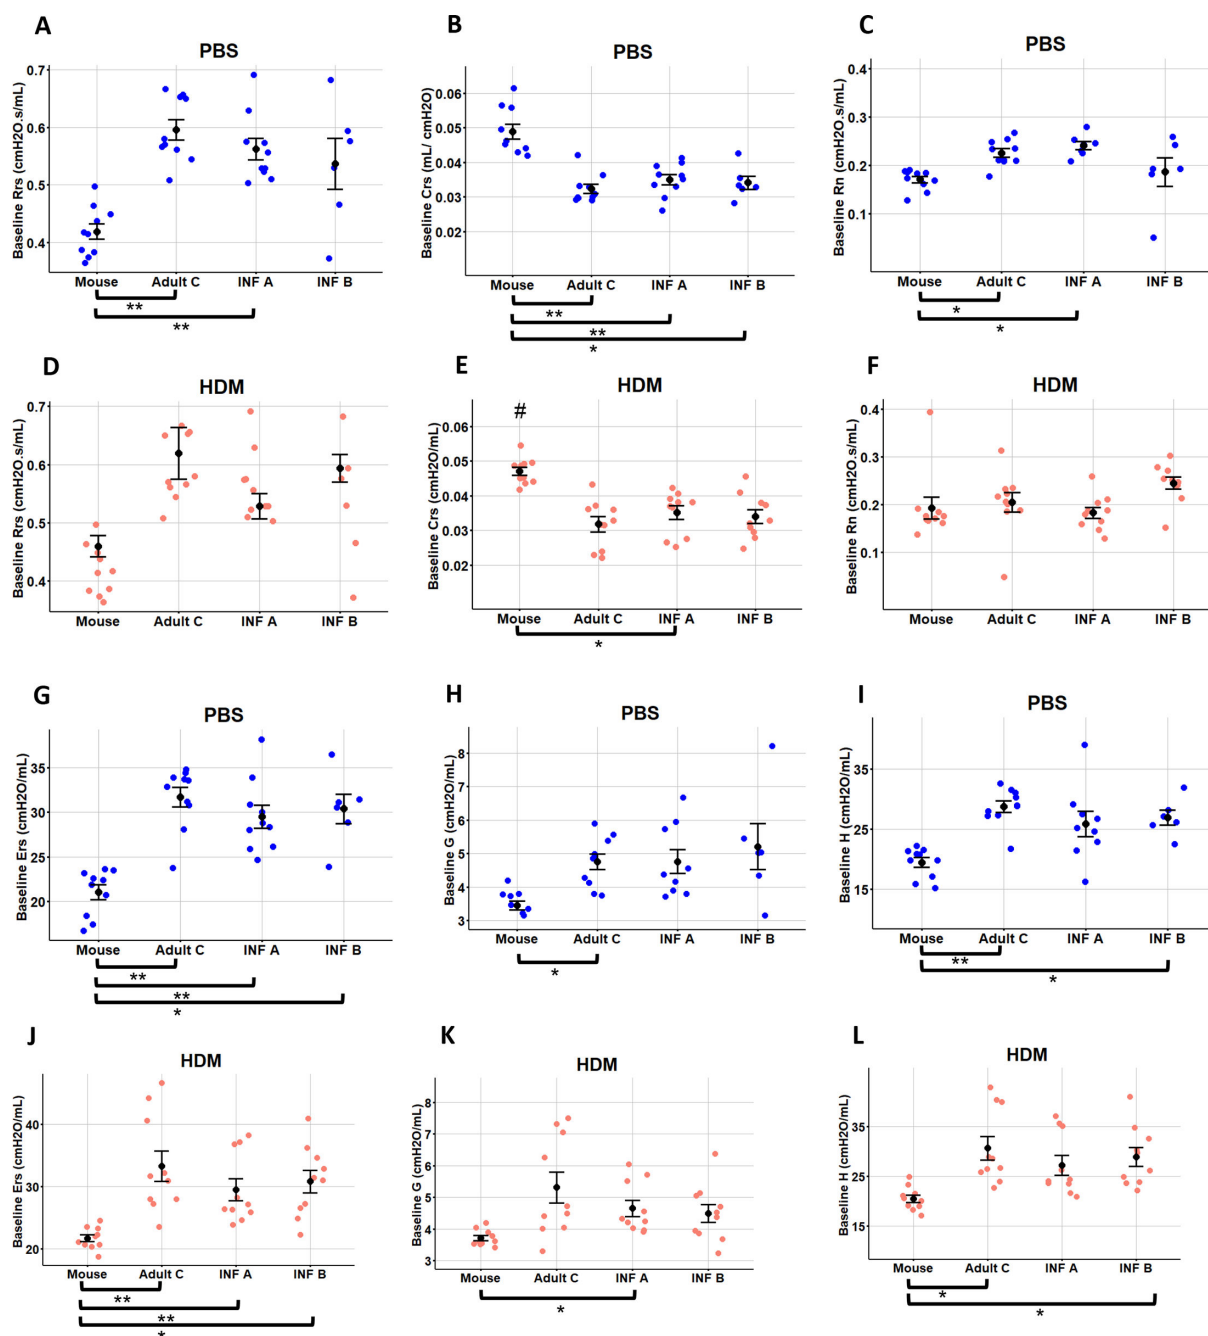 A
PBS
Baseline Rrs (cmH2O.s/mL)
0.7
0.6
0.5
0.4
Mouse Adult C INF A INF B
**
**
B
PBS
Baseline Crs (mL/ cmH2O)
0.06
0.05
0.04
0.03
0.02
Mouse Adult C INF A INF B
**
**
*
C
PBS
Baseline Rn (cmH2O.s/mL)
0.4
0.3
0.2
0.1
Mouse Adult C INF A INF B
*
*
D
HDM
Baseline Rrs (cmH2O.s/mL)
0.7
0.6
0.5
0.4
Mouse Adult C INF A INF B
E
HDM
#
Baseline Crs (cmH2O/mL)
0.06
0.05
0.04
0.03
0.02
Mouse Adult C INF A INF B
*
F
HDM
Baseline Rn (cmH2O.s/mL)
0.4
0.3
0.2
0.1
Mouse Adult C INF A INF B
G
PBS
Baseline Ers (cmH2O/mL)
35
30
25
20
Mouse Adult C INF A INF B
**
**
*
H
PBS
Baseline G (cmH2O/mL)
8
7
6
5
4
3
Mouse Adult C INF A INF B
*
I
PBS
Baseline H (cmH2O/mL)
35
25
15
Mouse Adult C INF A INF B
**
*
J
HDM
Baseline Ers (cmH2O/mL)
40
30
20
Mouse Adult C INF A INF B
**
**
*
K
HDM
Baseline G (cmH2O/mL)
8
7
6
5
4
3
Mouse Adult C INF A INF B
*
L
HDM
Baseline H (cmH2O/mL)
35
25
15
Mouse Adult C INF A INF B
*
*